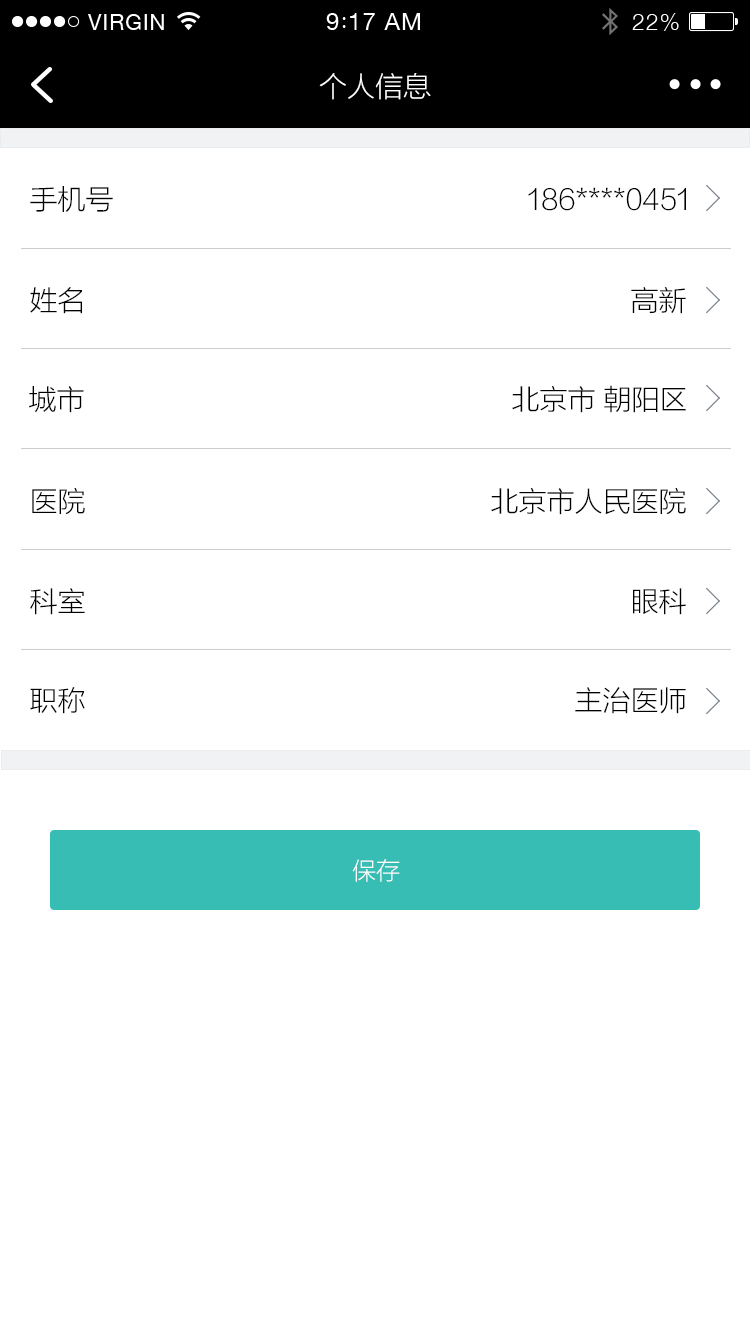 VIRGIN 9:17 AM 22%
个人信息
手机号 186****0451
姓名 高新
城市 北京市 朝阳区
医院 北京市人民医院
科室 眼科
职称 主治医师
保存